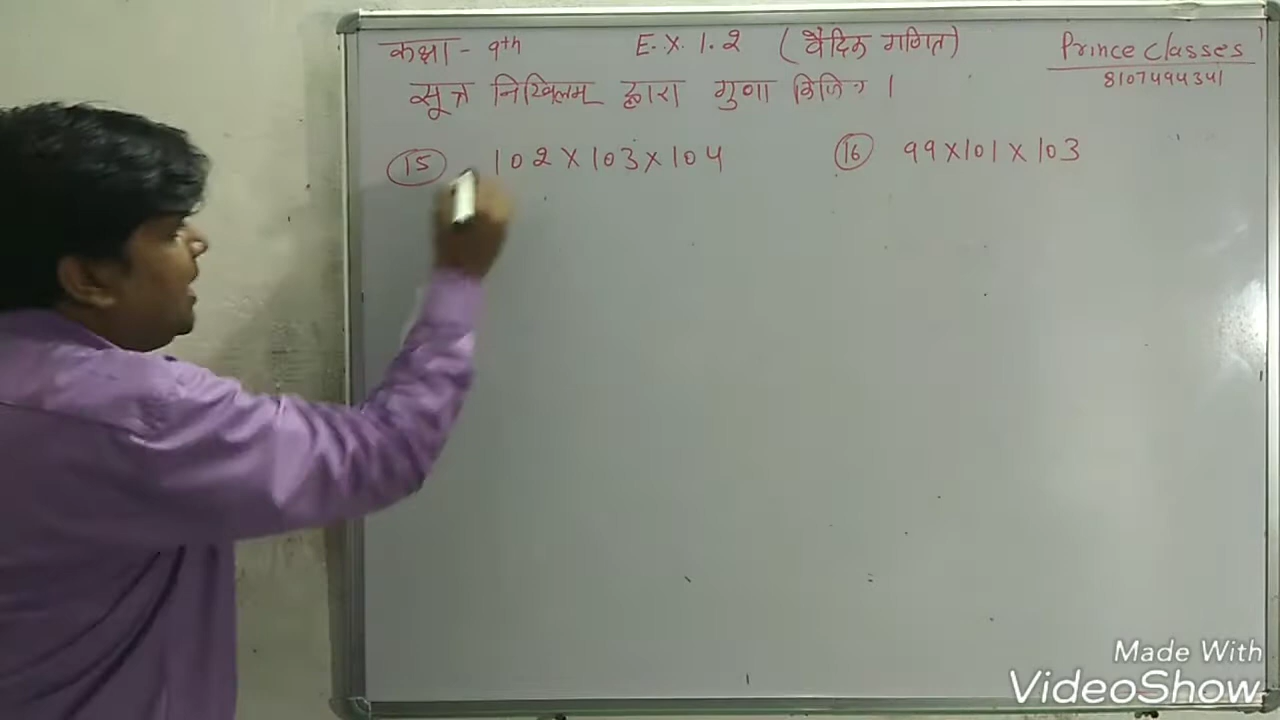 कक्षा - 9th E.X. 1.2 (वैदिक गणित)
Prince classes
8107494341
सूत्र निखिलम् द्वारा गुणा किजिए।
(15) 102 X 103 X 104 (16) 99 X 101 X 103
Made With
VideoShow